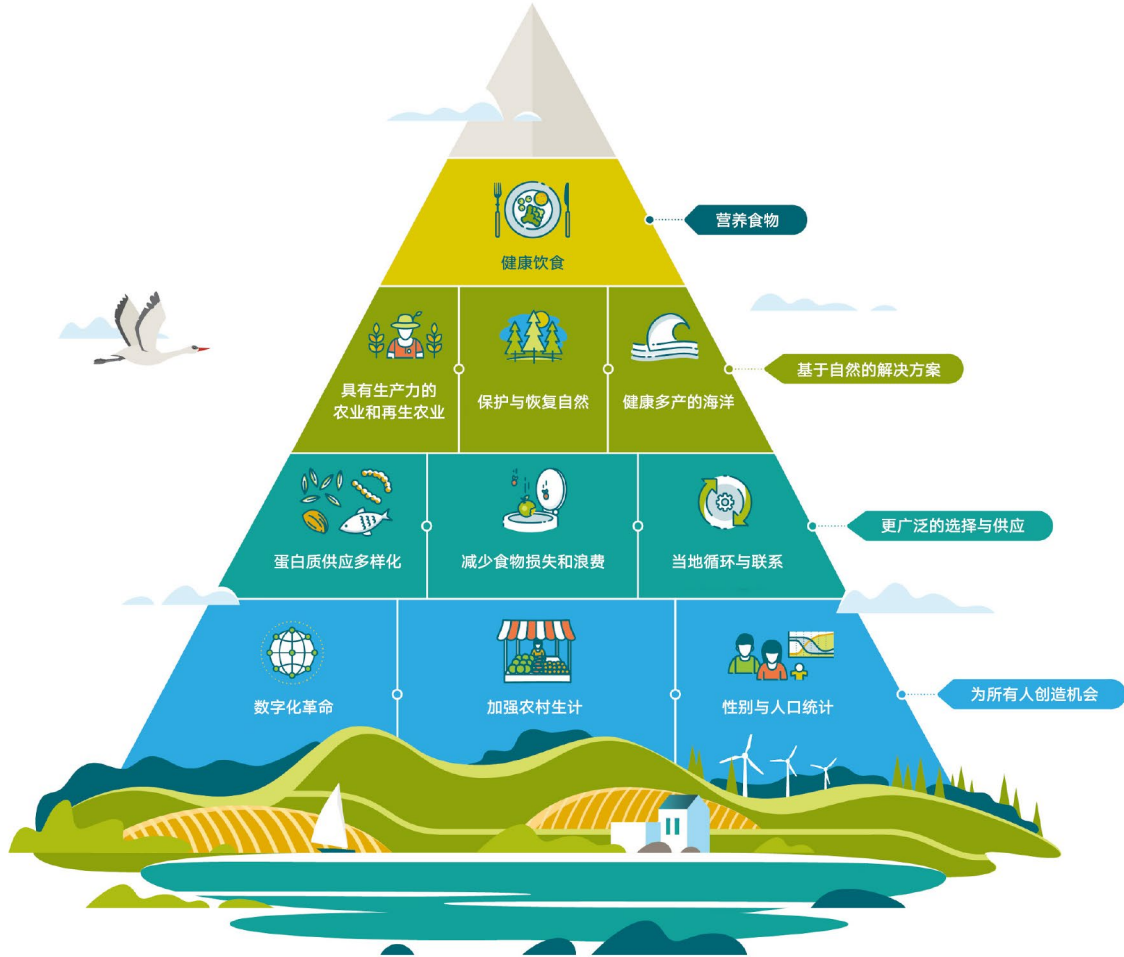 健康饮食
营养食物
具有生产力的
农业和再生农业
保护与恢复自然
健康多产的海洋
基于自然的解决方案
蛋白质供应多样化
减少食物损失和浪费
当地循环与联系
更广泛的选择与供应
数字化革命
加强农村生计
性别与人口统计
为所有人创造机会